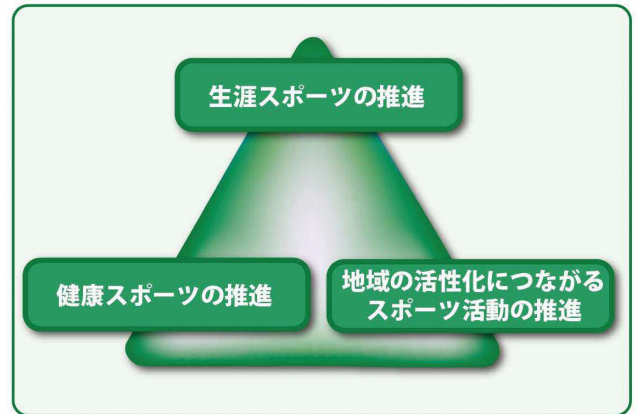 生涯スポーツの推進
健康スポーツの推進
地域の活性化につながる
スポーツ活動の推進